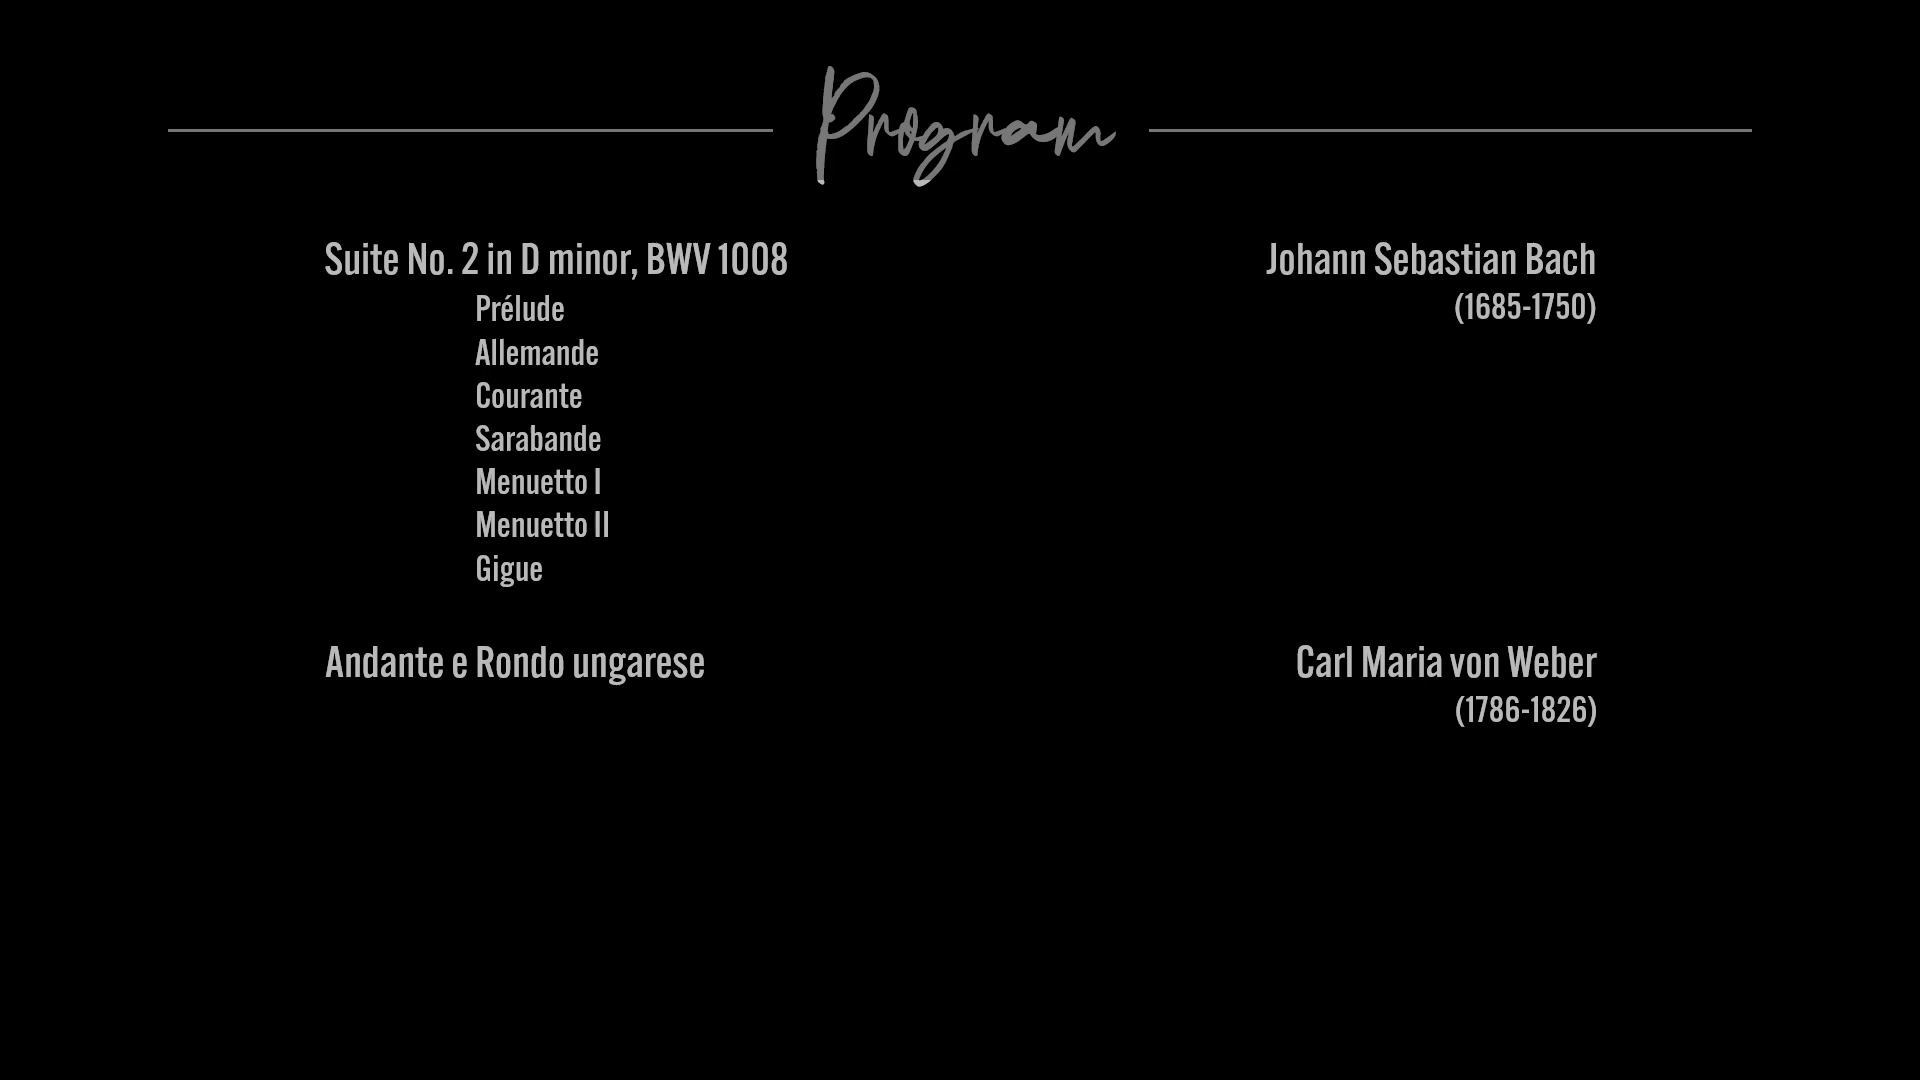 Program
Suite No. 2 in D minor, BWV 1008
Johann Sebastian Bach
Prélude
(1685-1750)
Allemande
Courante
Sarabande
Menuetto I
Menuetto II
Gigue
Andante e Rondo ungarese
Carl Maria von Weber
(1786-1826)